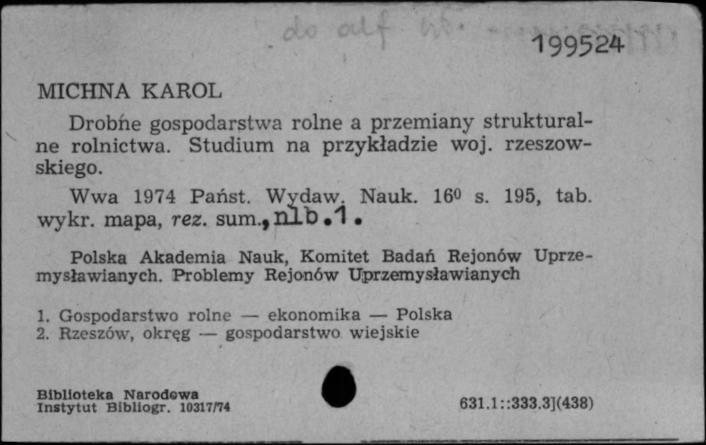 do alf
199524
MICHNA KAROL
Drobne gospodarstwa rolne a przemiany struktural-
ne rolnictwa. Studium na przykładzie woj. rzeszow-
skiego.
Wwa 1974 Państ. Wydaw. Nauk. 16⁰ s. 195, tab.
wykr. mapa, rez. sum., nlb.1.
Polska Akademia Nauk, Komitet Badań Rejonów Uprze-
mysławianych. Problemy Rejonów Uprzemysławianych
1. Gospodarstwo rolne — ekonomika — Polska
2. Rzeszów, okręg — gospodarstwo wiejskie
Biblioteka Narodowa
Instytut Bibliogr. 10317/74
631.1::333.3](438)